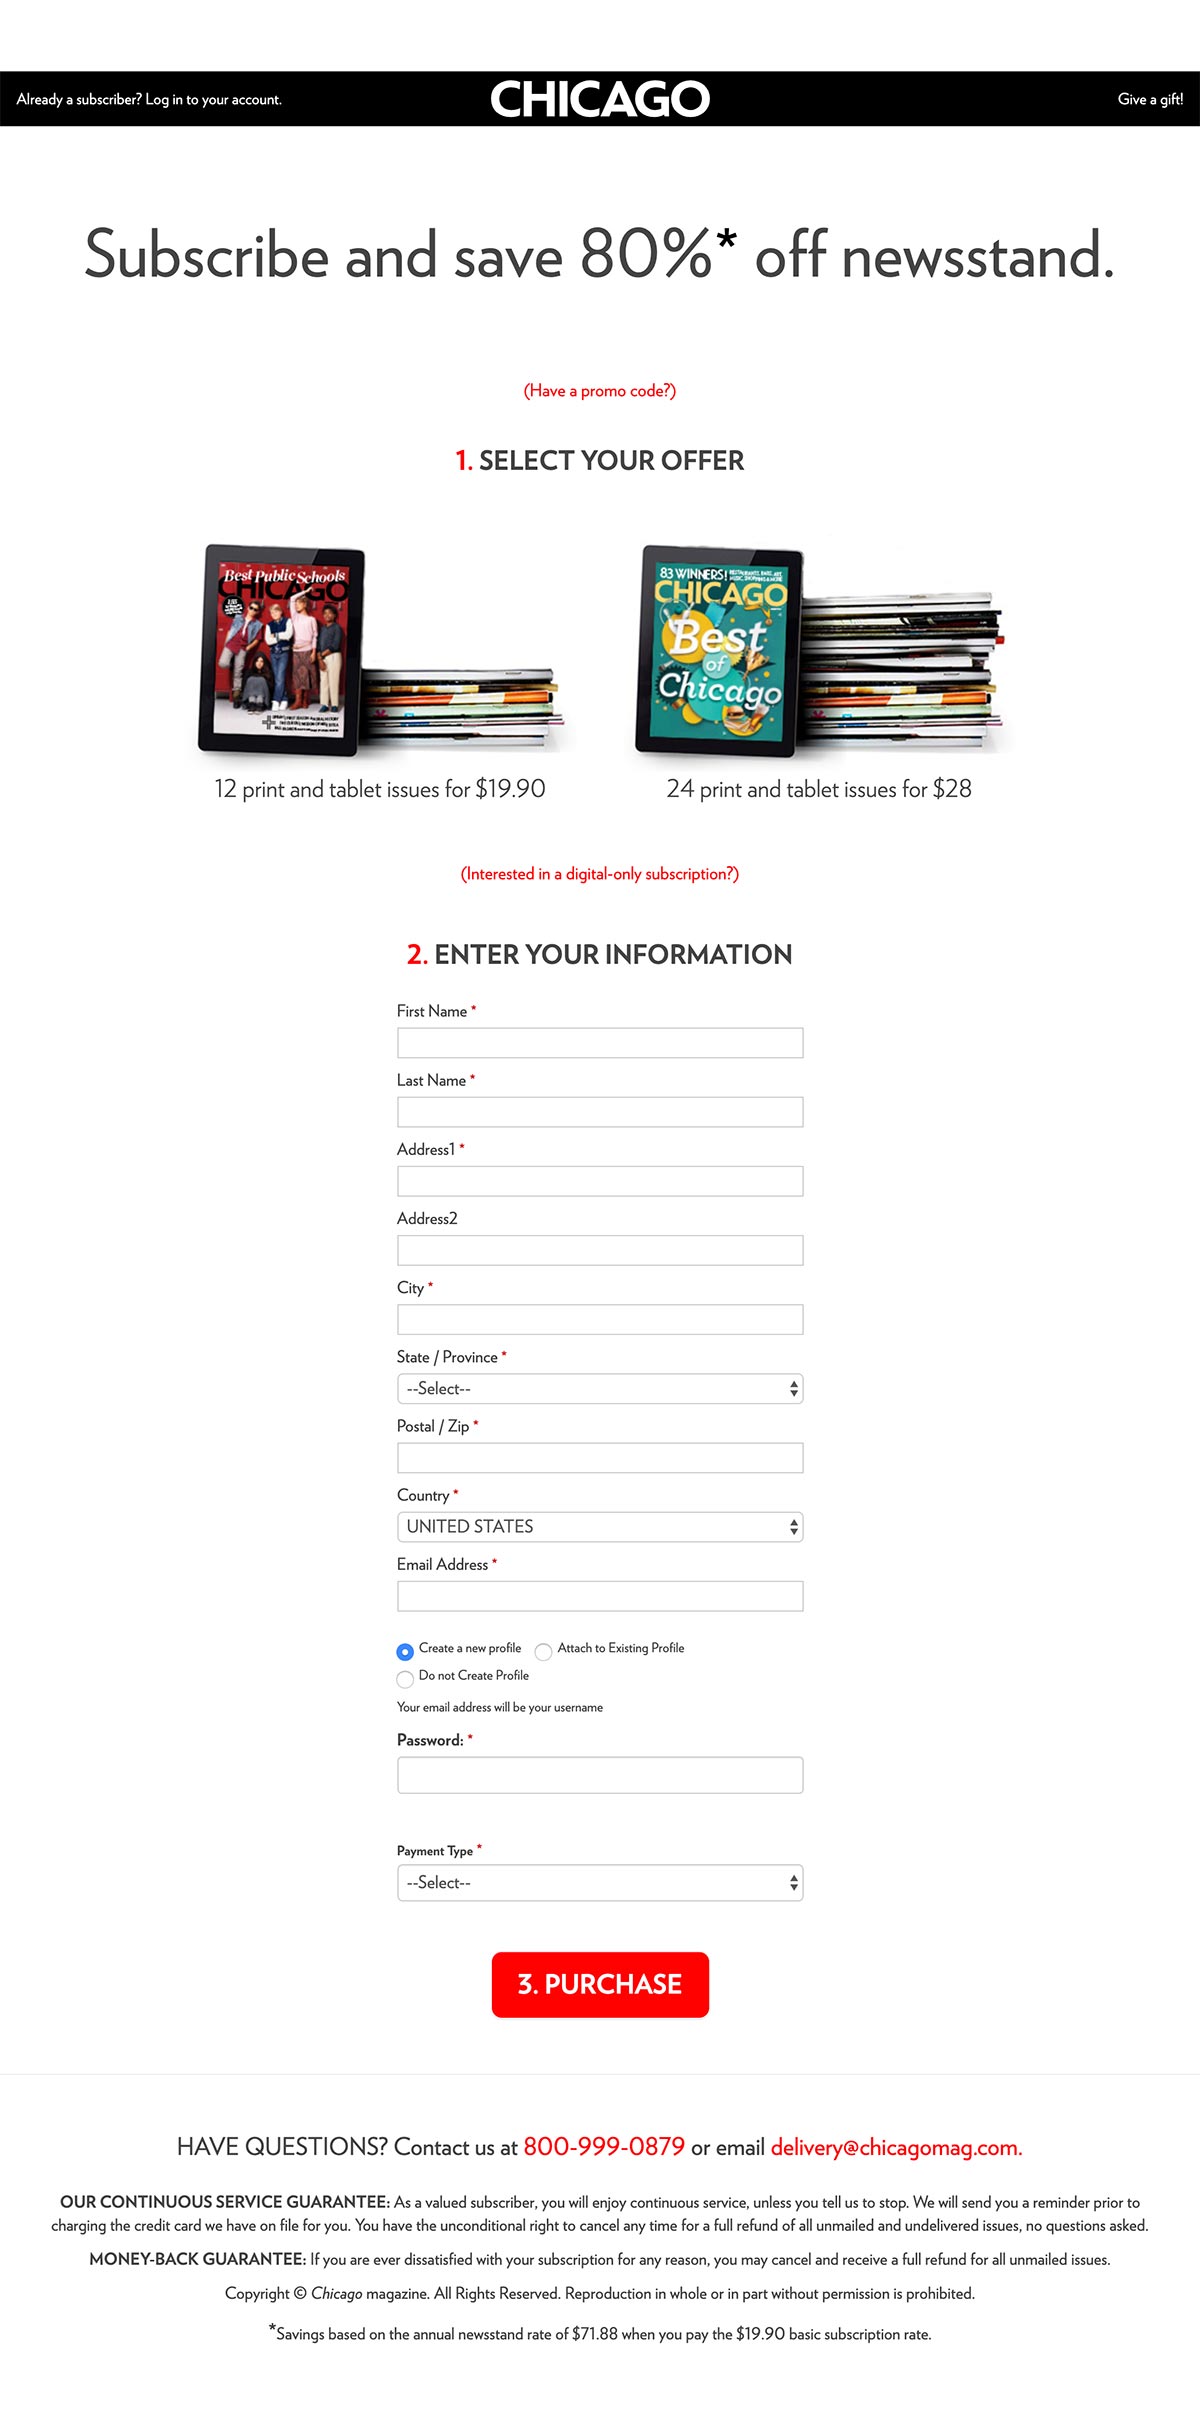 Already a subscriber? Log in to your account.
CHICAGO
Give a gift!
Subscribe and save 80%* off newsstand.
(Have a promo code?)
1. SELECT YOUR OFFER
Best Public Schools
CHICAGO
83 WINNERS! RESTAURANTS, BARS, ART,
MUSIC, SHOPPING & MORE
CHICAGO
Best
of
Chicago
12 print and tablet issues for $19.90
24 print and tablet issues for $28
(Interested in a digital-only subscription?)
2. ENTER YOUR INFORMATION
First Name *
Last Name *
Address1 *
Address2
City *
State / Province *
--Select--
Postal / Zip *
Country *
UNITED STATES
Email Address *
Create a new profile Attach to Existing Profile
Do not Create Profile
Your email address will be your username
Password: *
Payment Type *
--Select--
3. PURCHASE
HAVE QUESTIONS? Contact us at 800-999-0879 or email delivery@chicagomag.com.
OUR CONTINUOUS SERVICE GUARANTEE: As a valued subscriber, you will enjoy continuous service, unless you tell us to stop. We will send you a reminder prior to
charging the credit card we have on file for you. You have the unconditional right to cancel any time for a full refund of all unmailed and undelivered issues, no questions asked.
MONEY-BACK GUARANTEE: If you are ever dissatisfied with your subscription for any reason, you may cancel and receive a full refund for all unmailed issues.
Copyright © Chicago magazine. All Rights Reserved. Reproduction in whole or in part without permission is prohibited.
*Savings based on the annual newsstand rate of $71.88 when you pay the $19.90 basic subscription rate.